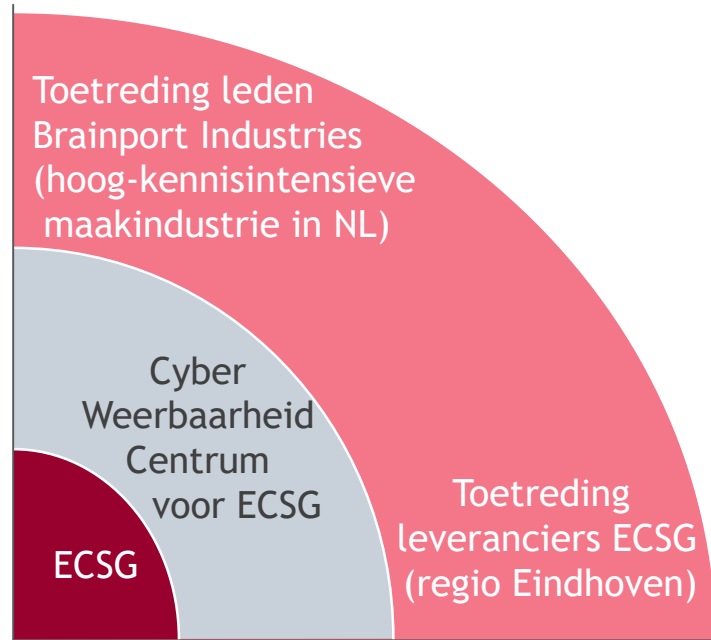 Toetreding leden
Brainport Industries
(hoog-kennisintensieve
maakindustrie in NL)
Cyber
Weerbaarheid
Centrum
voor ECSG
Toetreding
leveranciers ECSG
(regio Eindhoven)
ECSG